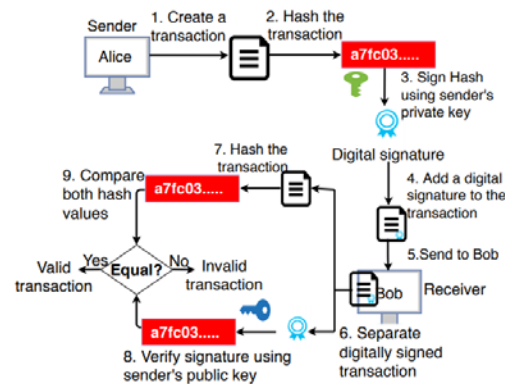 Sender
Alice
1. Create a
transaction
2. Hash the
transaction
a7fc03.....
3. Sign Hash
using sender's
private key
Digital signature
4. Add a digital
signature to the
transaction
5.Send to Bob
Bob
Receiver
6. Separate
digitally signed
transaction
7. Hash the
transaction
a7fc03.....
8. Verify signature using
sender's public key
a7fc03.....
9. Compare
both hash
values
Equal?
Yes
No
Valid
transaction
Invalid
transaction